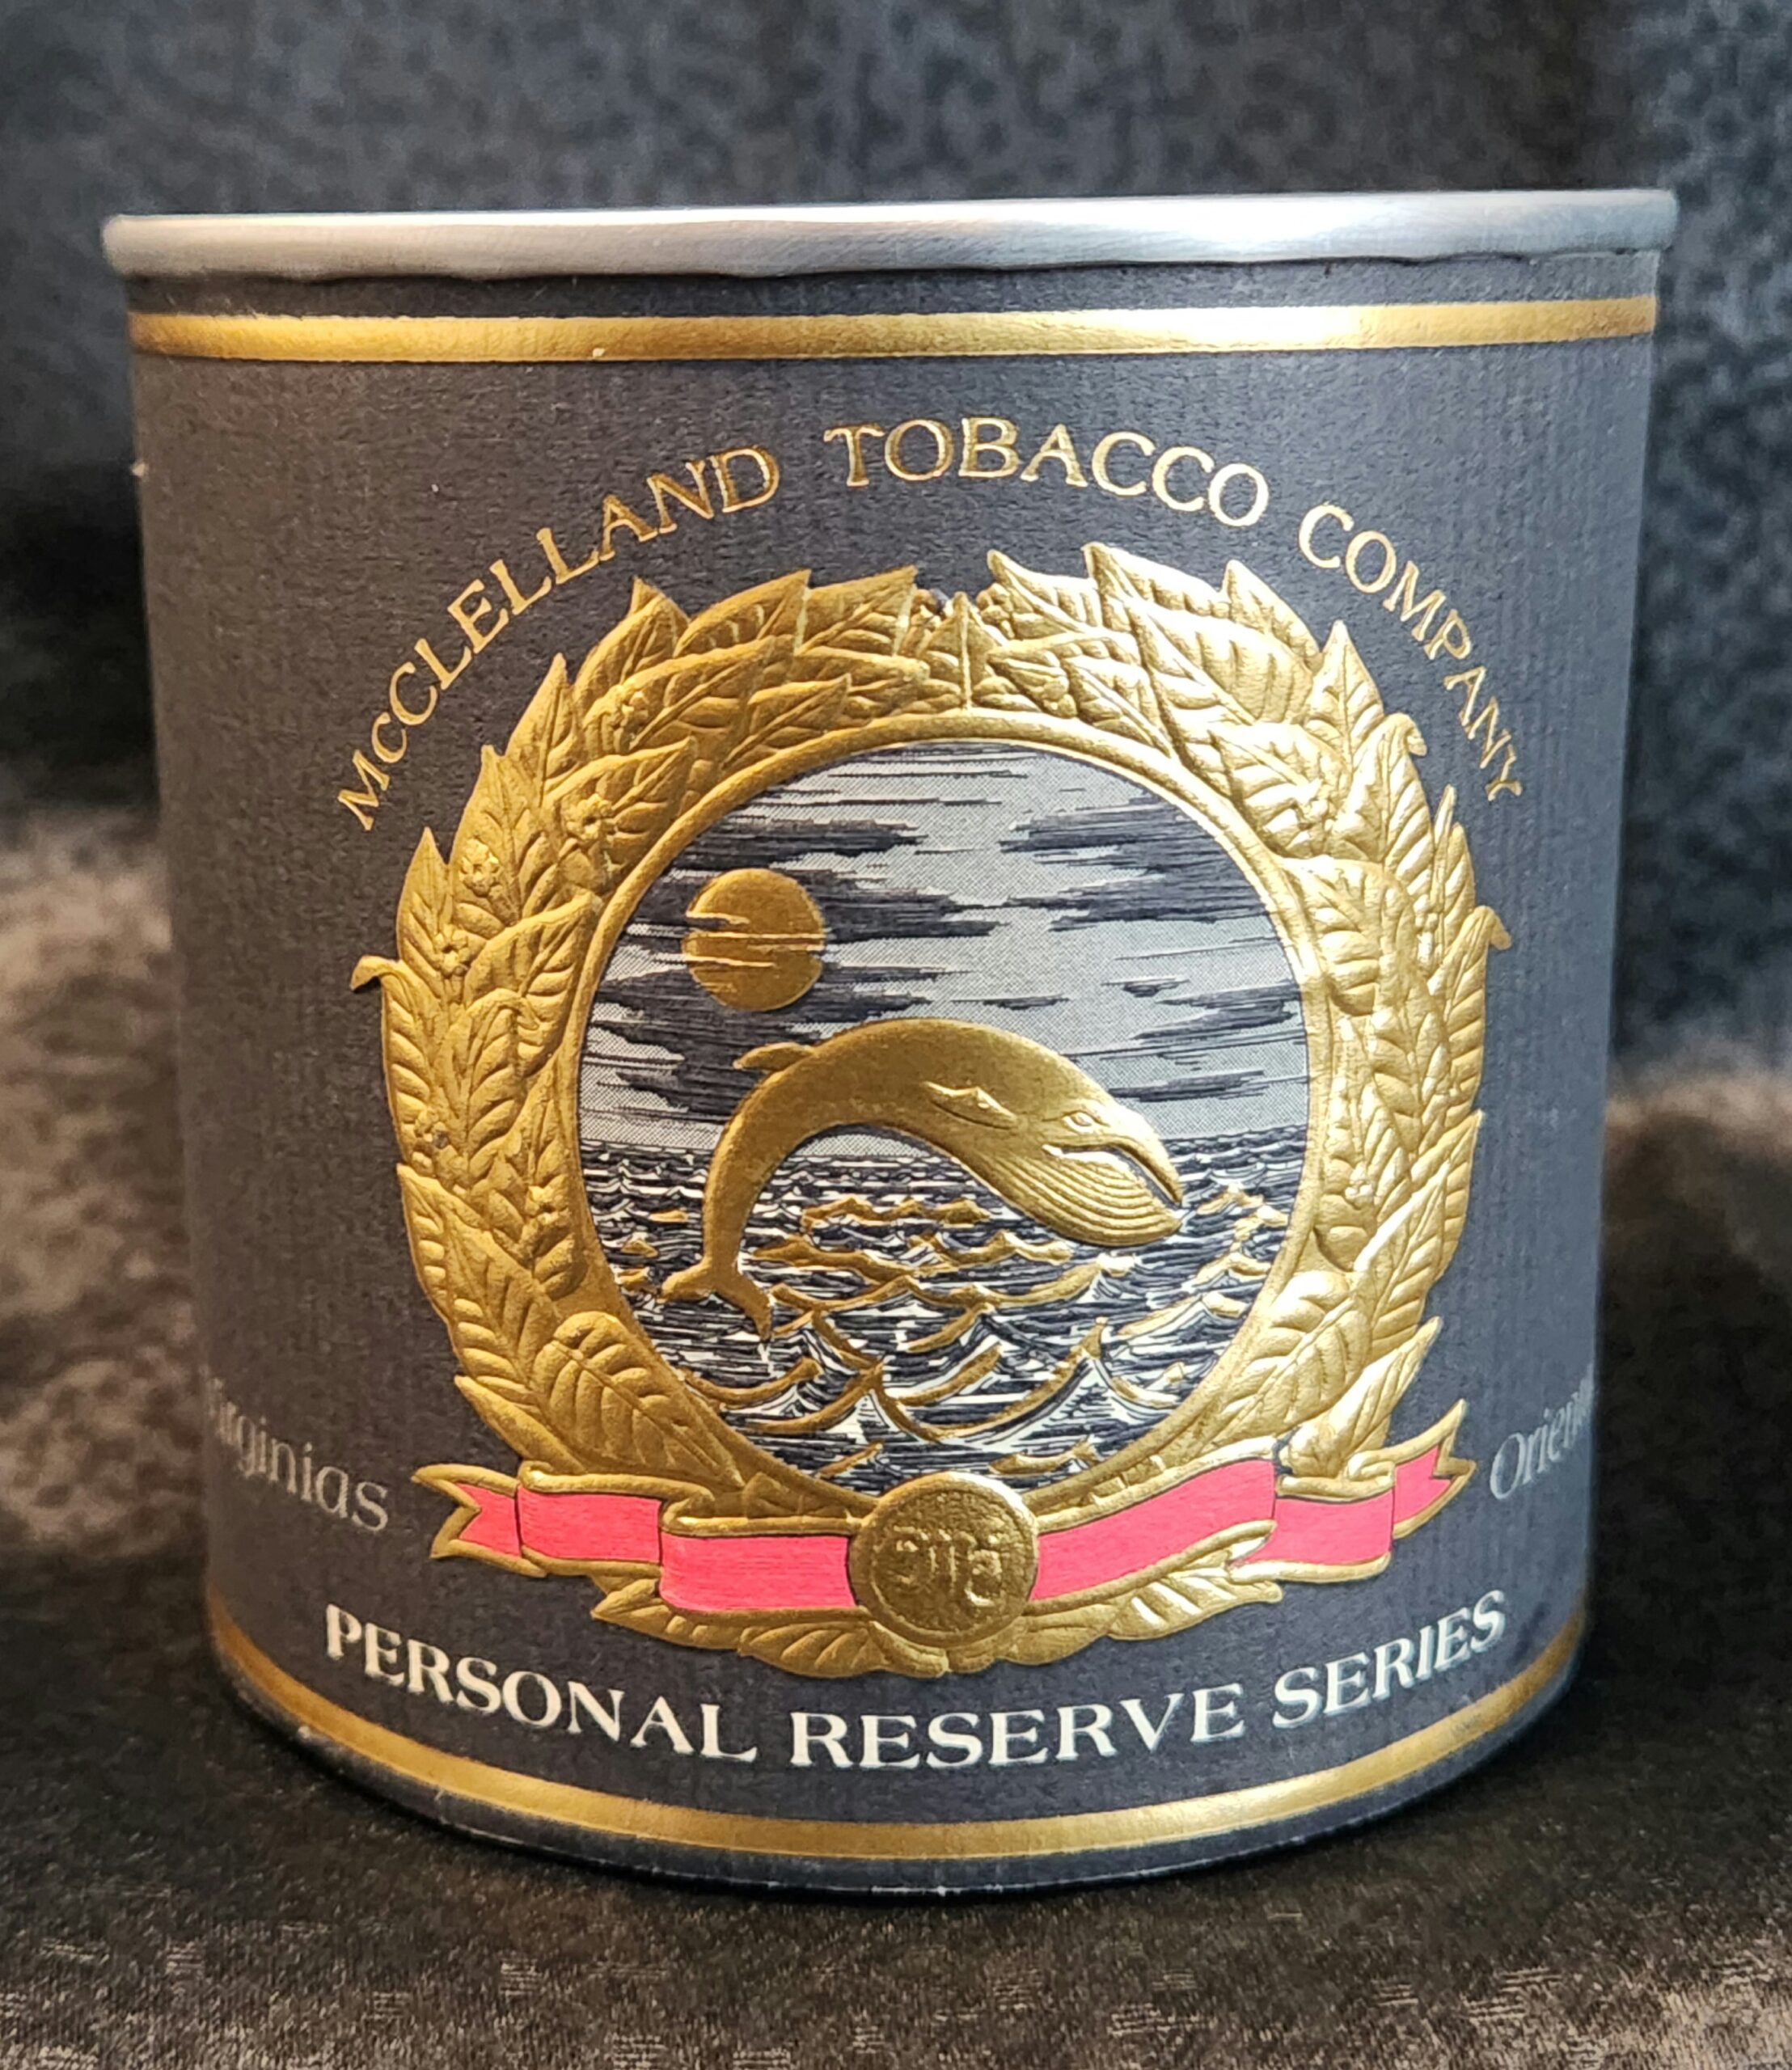 McCLELLAND TOBACCO COMPANY
PERSONAL RESERVE SERIES